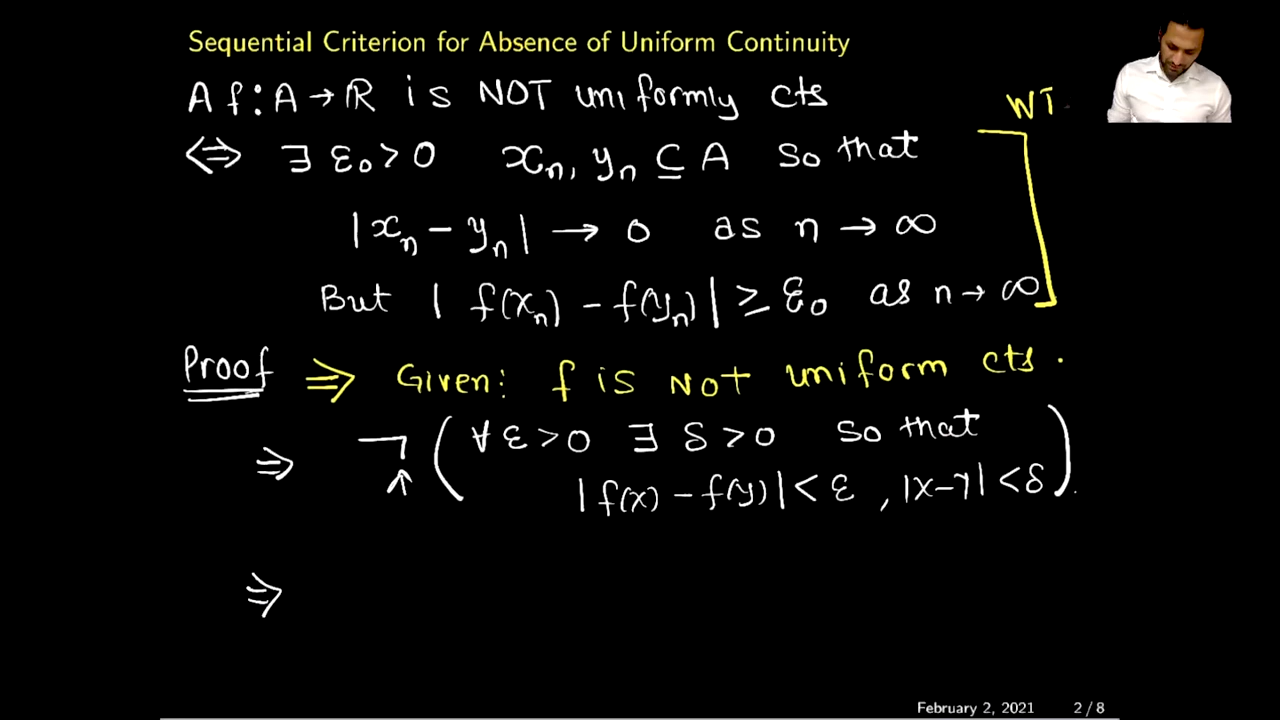 Sequential Criterion for Absence of Uniform Continuity
A f: A → ℝ is NOT uniformly cts
WT
⇔ ∃ ε₀ > 0 xₙ, yₙ ⊆ A so that
|xₙ - yₙ| → 0 as n → ∞
But | f(xₙ) - f(yₙ)| ≥ ε₀ as n → ∞
Proof ⇒ Given: f is NOT uniform cts.
⇒ ¬ ( ∀ ε > 0 ∃ δ > 0 so that
↑ | f(x) - f(y)| < ε, |x-y| < δ ).
⇒
February 2, 2021 2 / 8